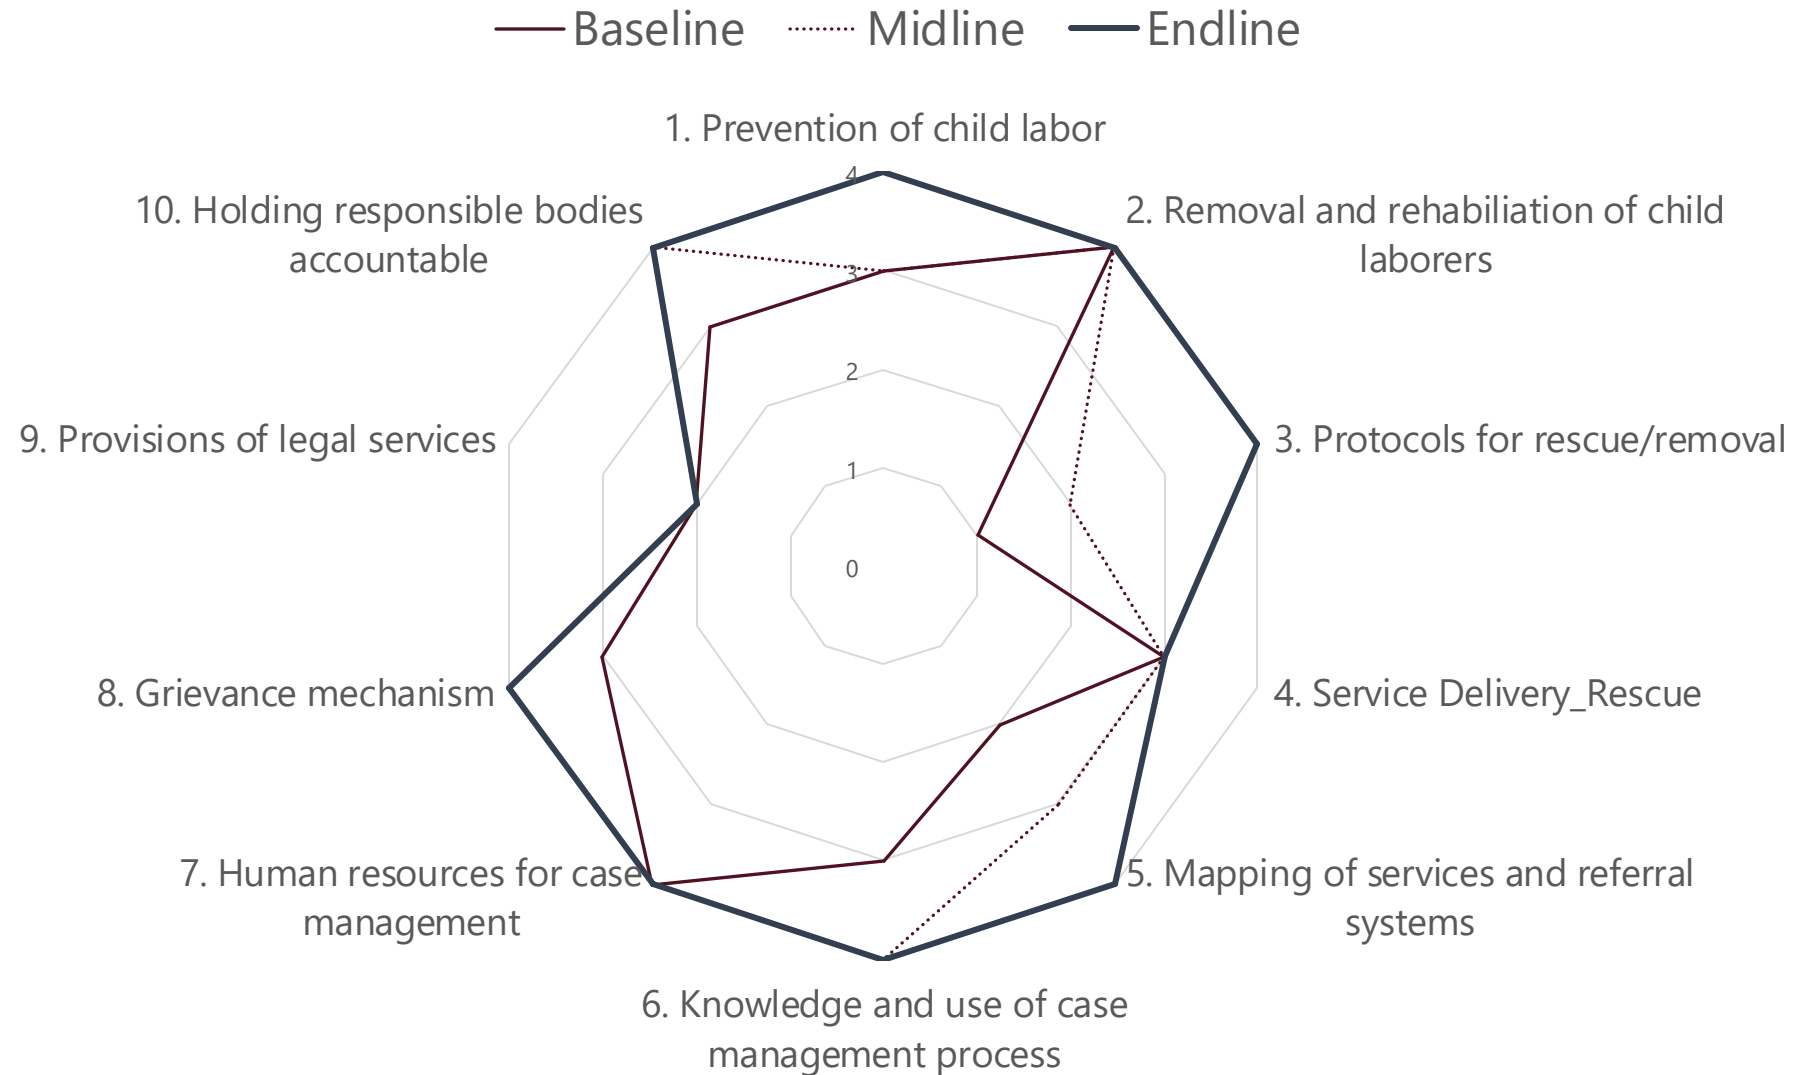 Baseline Midline Endline
1. Prevention of child labor
2. Removal and rehabiliation of child
laborers
3. Protocols for rescue/removal
4. Service Delivery_Rescue
5. Mapping of services and referral
systems
6. Knowledge and use of case
management process
7. Human resources for case
management
8. Grievance mechanism
9. Provisions of legal services
10. Holding responsible bodies
accountable
4
3
2
1
0